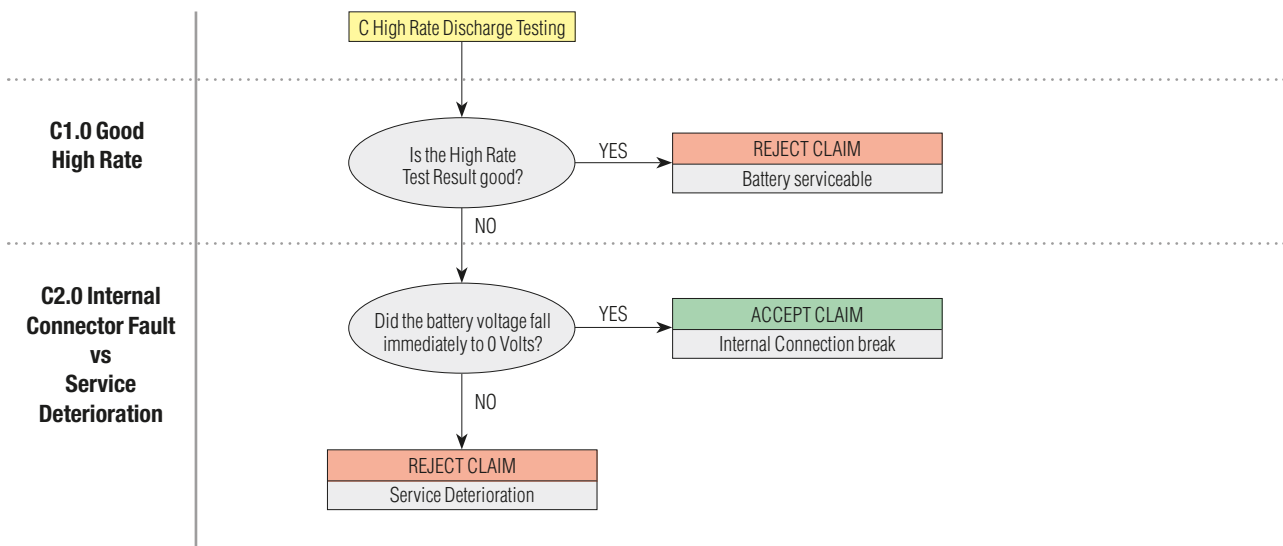 C High Rate Discharge Testing
C1.0 Good
High Rate
Is the High Rate
Test Result good?
YES
REJECT CLAIM
Battery serviceable
NO
C2.0 Internal
Connector Fault
vs
Service
Deterioration
Did the battery voltage fall
immediately to 0 Volts?
YES
ACCEPT CLAIM
Internal Connection break
NO
REJECT CLAIM
Service Deterioration